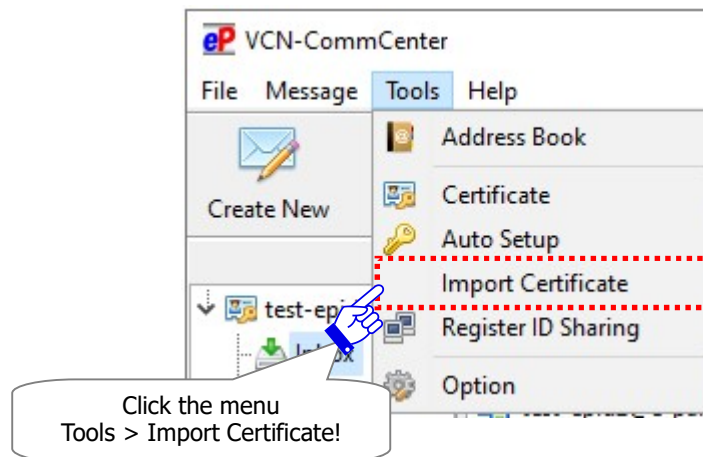 eP VCN-CommCenter
File Message Tools Help
Address Book
Create New
Certificate
Auto Setup
Import Certificate
test-ep
Register ID Sharing
Option
Click the menu
Tools > Import Certificate!